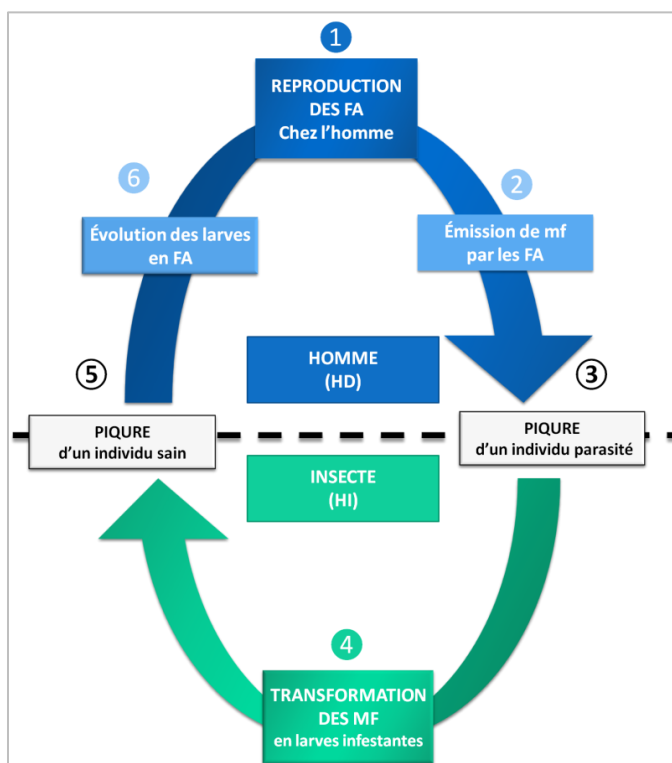 1
REPRODUCTION
DES FA
Chez l'homme
6
2
Évolution des larves
en FA
Émission de mf
par les FA
HOMME
(HD)
5
3
PIQURE
d'un individu sain
PIQURE
d'un individu parasité
INSECTE
(HI)
4
TRANSFORMATION
DES MF
en larves infestantes